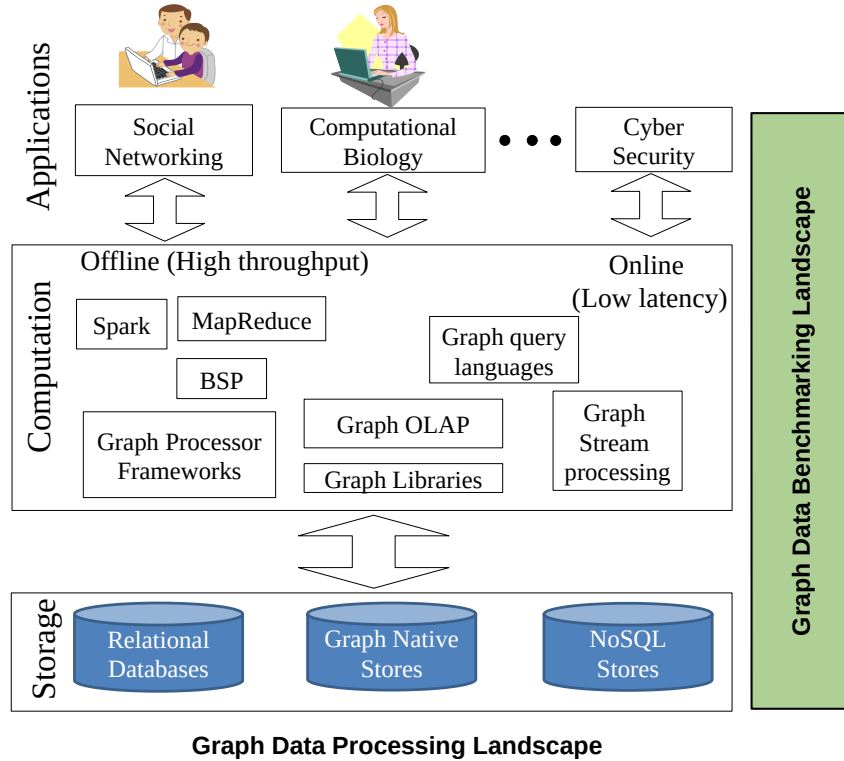 Applications
Social
Networking
Computational
Biology
Cyber
Security
Computation
Offline (High throughput)
Online
(Low latency)
Spark
MapReduce
BSP
Graph query
languages
Graph Processor
Frameworks
Graph OLAP
Graph Libraries
Graph
Stream
processing
Storage
Relational
Databases
Graph Native
Stores
NoSQL
Stores
Graph Data Benchmarking Landscape
Graph Data Processing Landscape